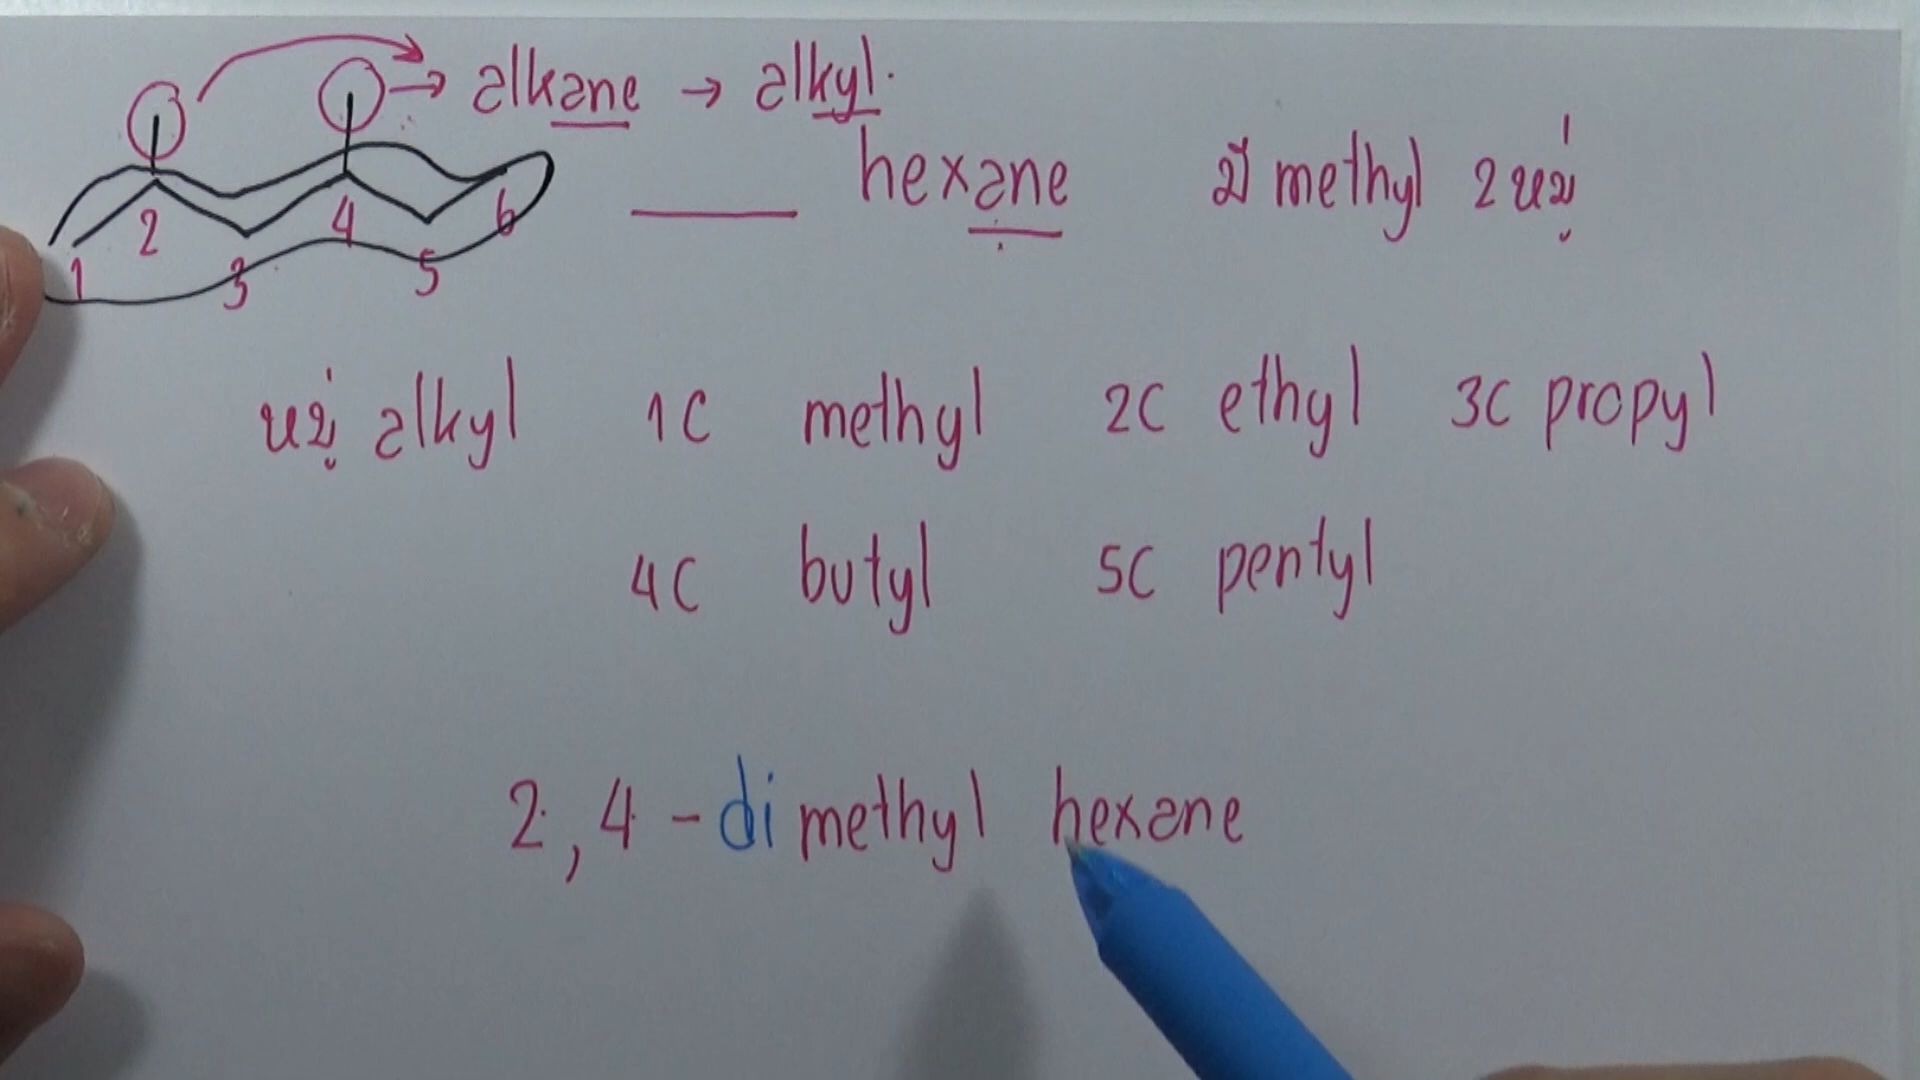 → alkane → alkyl.
1 2 3 4 5 6 ____ hexane มี methyl 2 หมู่
หมู่ alkyl 1C methyl 2C ethyl 3C propyl
4C butyl 5C pentyl
2,4-dimethyl hexane